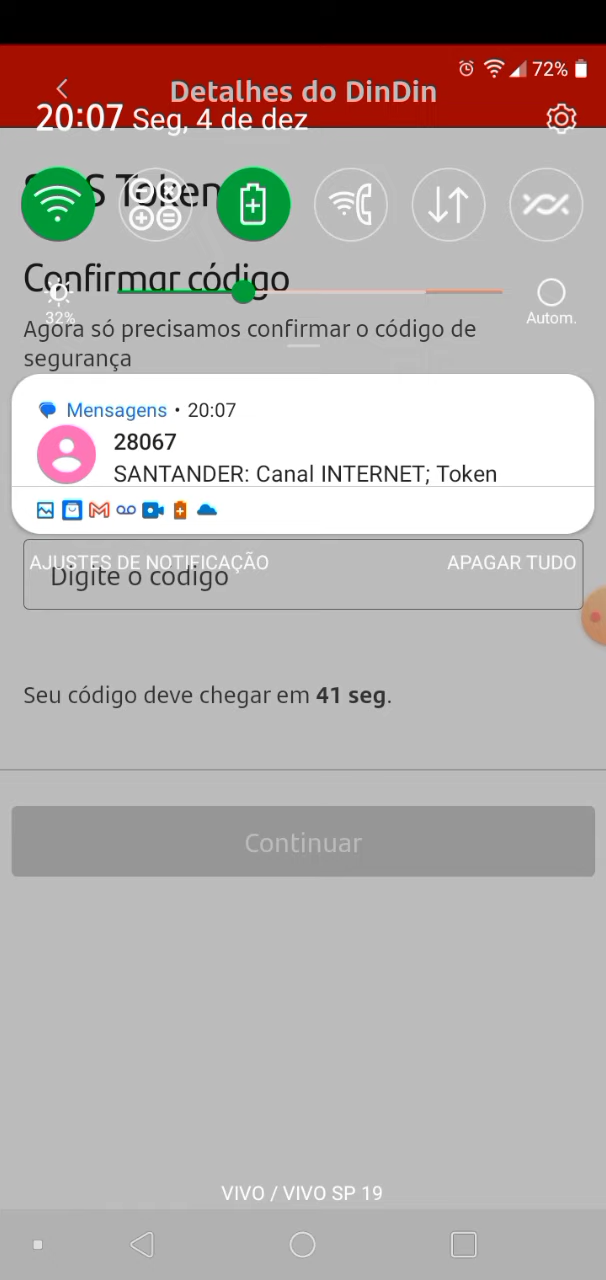 72%
Detalhes do DinDin
20:07 Seg, 4 de dez
SMS Token
Confirmar código
32%
Autom.
Agora só precisamos confirmar o código de
segurança
Mensagens • 20:07
28067
SANTANDER: Canal INTERNET; Token
AJUSTES DE NOTIFICAÇÃO
APAGAR TUDO
Digite o codigo
Seu código deve chegar em 41 seg.
Continuar
VIVO / VIVO SP 19